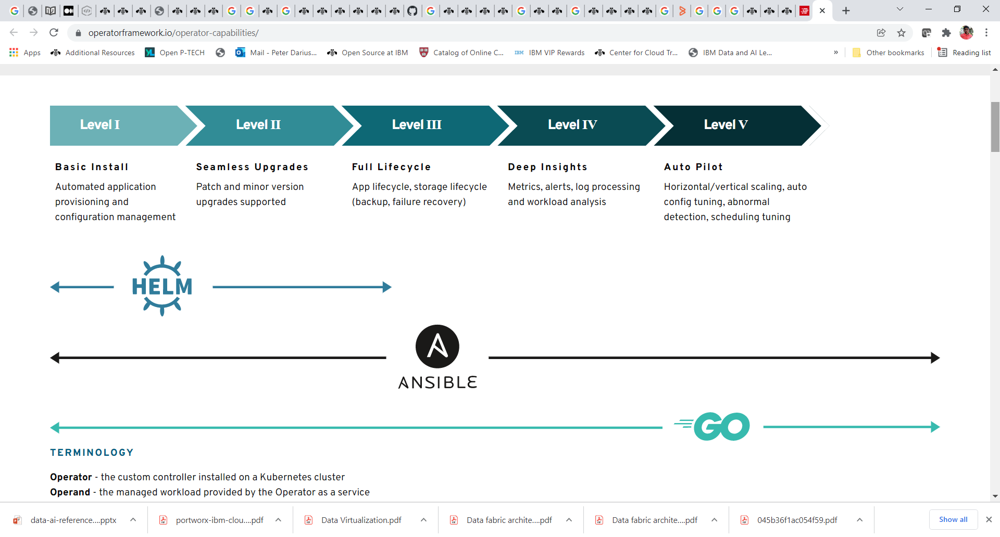 operatorframework.io/operator-capabilities/
Apps
Additional Resources
Open P-TECH
Mail - Peter Darius...
Open Source at IBM
Catalog of Online C...
IBM VIP Rewards
Center for Cloud Tr...
IBM Data and AI Le...
»
Other bookmarks
Reading list
Level I
Level II
Level III
Level IV
Level V
Basic Install
Automated application
provisioning and
configuration management
Seamless Upgrades
Patch and minor version
upgrades supported
Full Lifecycle
App lifecycle, storage lifecycle
(backup, failure recovery)
Deep Insights
Metrics, alerts, log processing
and workload analysis
Auto Pilot
Horizontal/vertical scaling, auto
config tuning, abnormal
detection, scheduling tuning
HELM
ANSIBLE
GO
TERMINOLOGY
Operator - the custom controller installed on a Kubernetes cluster
Operand - the managed workload provided by the Operator as a service
data-ai-reference....pptx
portworx-ibm-clou....pdf
Data Virtualization.pdf
Data fabric archite....pdf
Data fabric archite....pdf
045b36f1ac054f59.pdf
Show all